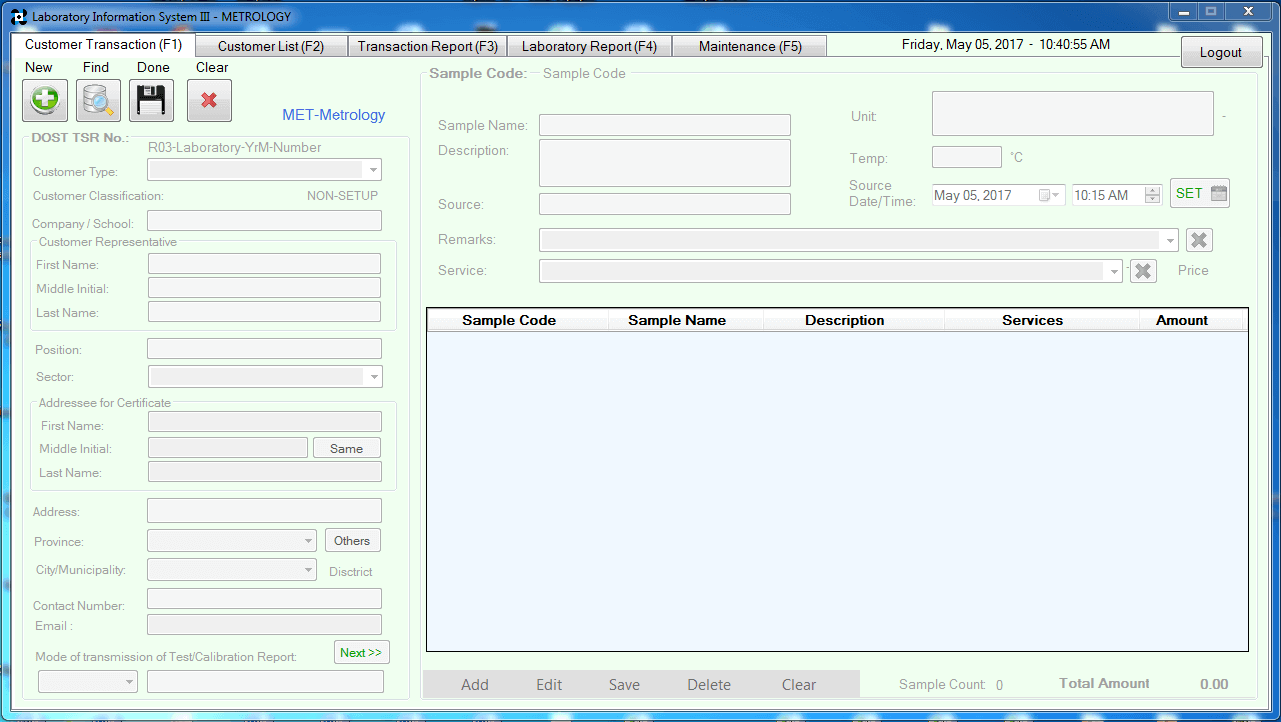 Laboratory Information System III - METROLOGY
Customer Transaction (F1)
Customer List (F2)
Transaction Report (F3)
Laboratory Report (F4)
Maintenance (F5)
Friday, May 05, 2017 - 10:40:55 AM
Logout
New Find Done Clear
MET-Metrology
DOST TSR No.:
R03-Laboratory-YrM-Number
Customer Type:
Customer Classification: NON-SETUP
Company / School:
Customer Representative
First Name:
Middle Initial:
Last Name:
Position:
Sector:
Addressee for Certificate
First Name:
Middle Initial: Same
Last Name:
Address:
Province: Others
City/Municipality: Disctrict
Contact Number:
Email :
Mode of transmission of Test/Calibration Report: Next >>
Sample Code: Sample Code
Sample Name:
Description:
Source:
Unit: -
Temp: °C
Source
Date/Time: May 05, 2017 10:15 AM SET
Remarks:
Service: - Price
Sample Code Sample Name Description Services Amount
Add Edit Save Delete Clear
Sample Count: 0 Total Amount 0.00